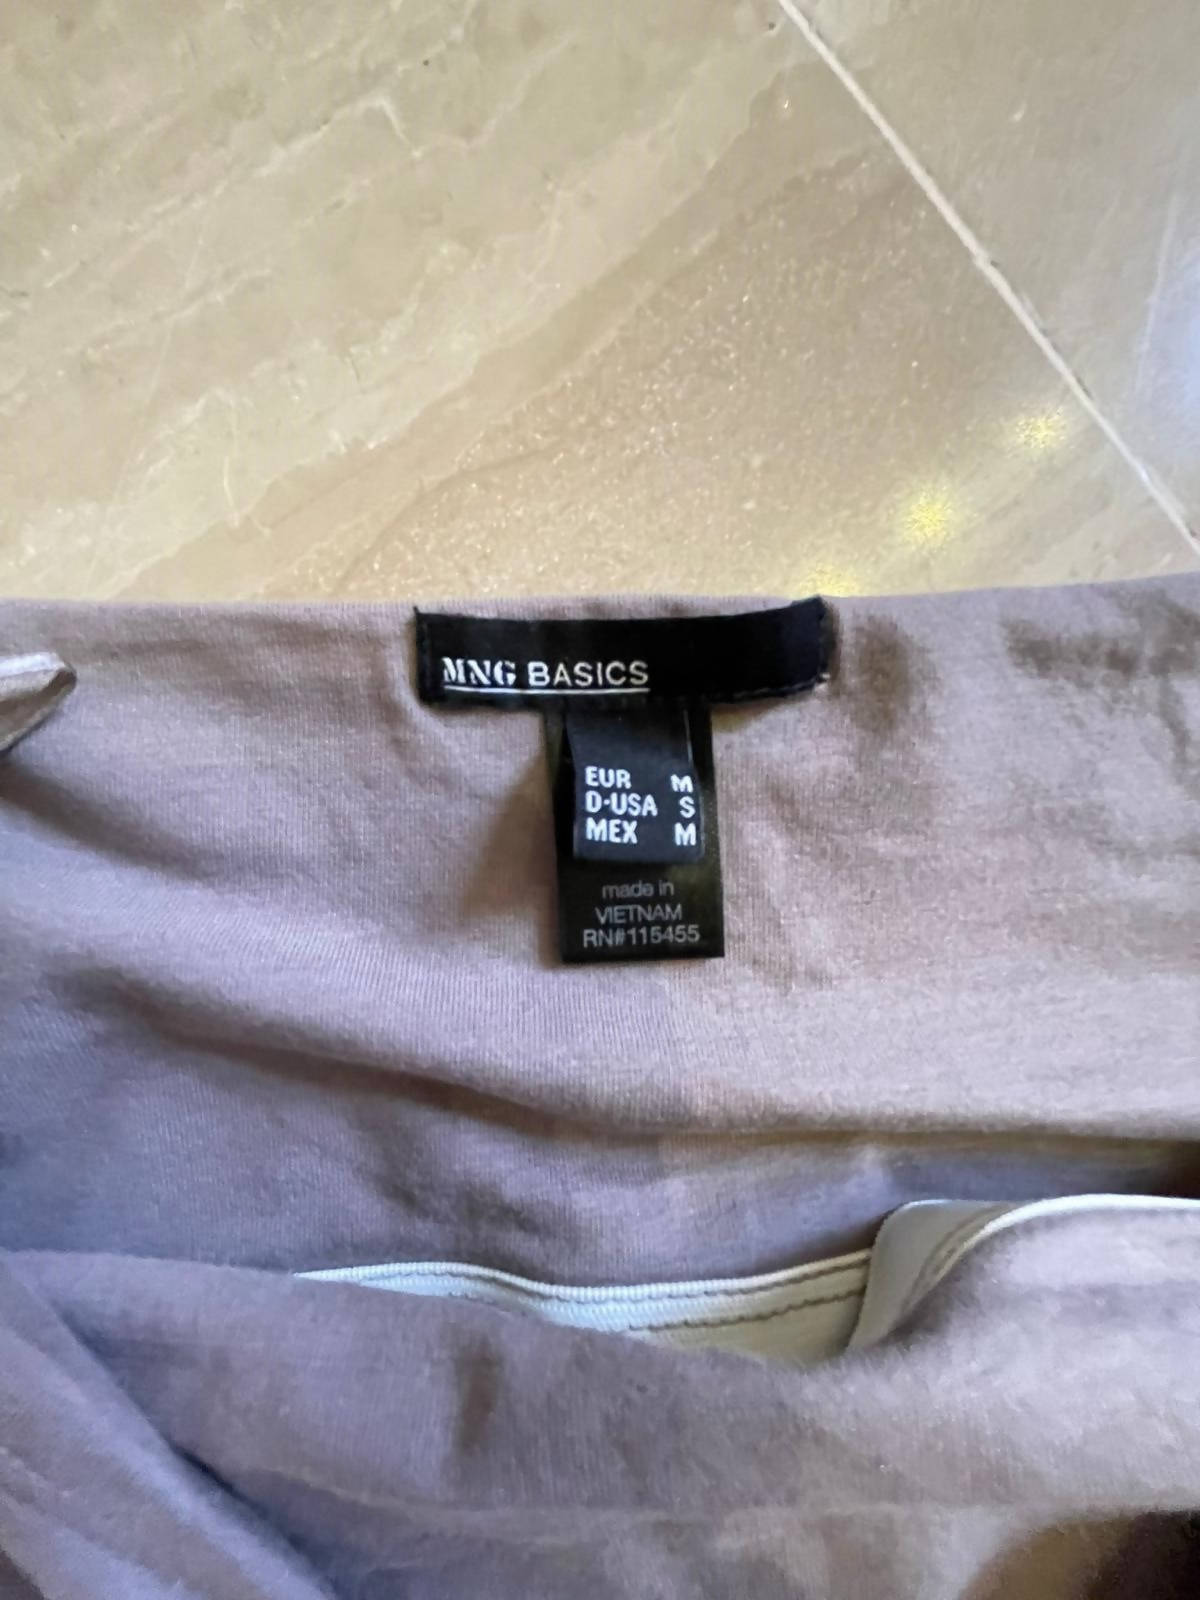 MNG BASICS
EUR M
D-USA S
MEX M
made in
VIETNAM
RN#115455